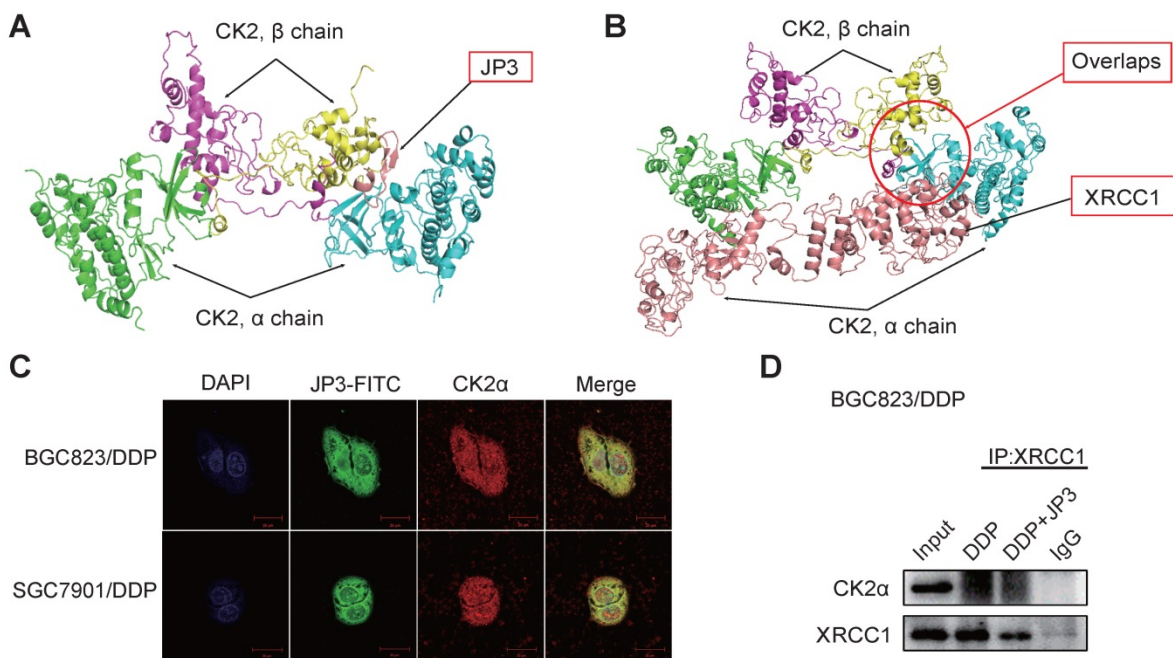 A
CK2, β chain
JP3
CK2, α chain
B
CK2, β chain
Overlaps
XRCC1
CK2, α chain
C
DAPI JP3-FITC CK2α Merge
BGC823/DDP
SGC7901/DDP
D
BGC823/DDP
IP:XRCC1
Input DDP DDP+JP3 IgG
CK2α
XRCC1